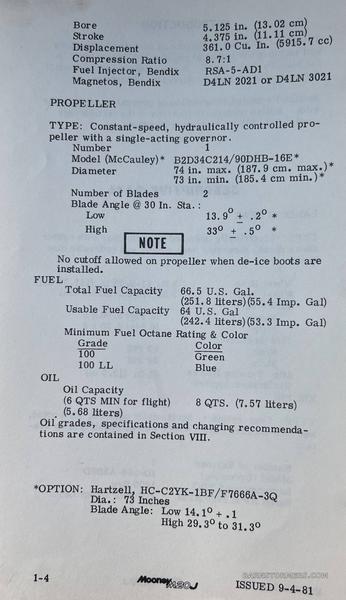 Bore 5.125 in. (13.02 cm)
Stroke 4.375 in. (11.11 cm)
Displacement 361.0 Cu. In. (5915.7 cc)
Compression Ratio 8.7:1
Fuel Injector, Bendix RSA-5-AD1
Magnetos, Bendix D4LN 2021 or D4LN 3021
PROPELLER
TYPE: Constant-speed, hydraulically controlled pro-
peller with a single-acting governor.
Number 1
Model (McCauley)* B2D34C214/90DHB-16E*
Diameter 74 in. max. (187.9 cm. max.)*
73 in. min. (185.4 cm min.)*
Number of Blades 2
Blade Angle @ 30 In. Sta.:
Low 13.9° ± .2° *
High 33° ± .5° *
NOTE
No cutoff allowed on propeller when de-ice boots are
installed.
FUEL
Total Fuel Capacity 66.5 U.S. Gal.
(251.8 liters)(55.4 Imp. Gal)
Usable Fuel Capacity 64 U.S. Gal
(242.4 liters)(53.3 Imp. Gal)
Minimum Fuel Octane Rating & Color
Grade Color
100 Green
100 LL Blue
OIL
Oil Capacity
(6 QTS MIN for flight) 8 QTS. (7.57 liters)
(5.68 liters)
Oil grades, specifications and changing recommenda-
tions are contained in Section VIII.
*OPTION: Hartzell, HC-C2YK-1BF/F7666A-3Q
Dia.: 73 Inches
Blade Angle: Low 14.1° + .1
High 29.3° to 31.3°
BARNSTORMERS.COM
1-4 Mooney M20J ISSUED 9-4-81